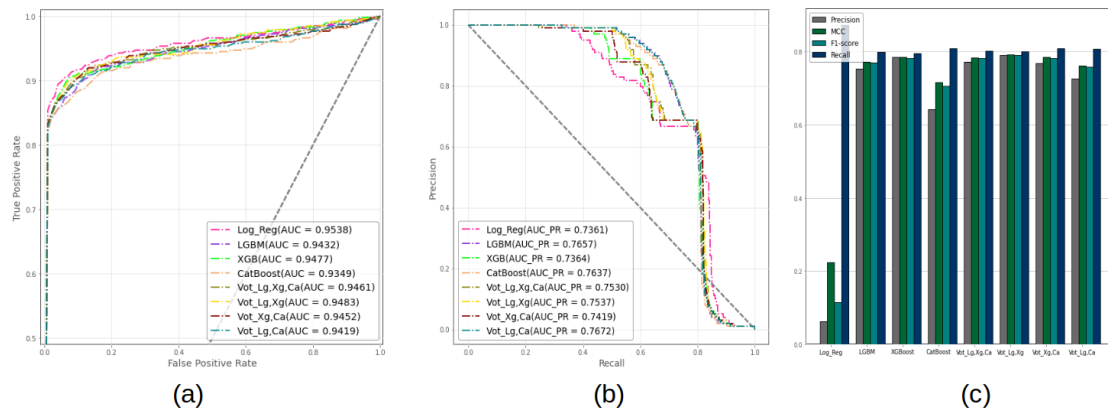 1.0
0.9
0.8
0.7
0.6
0.5
True Positive Rate
0.0
0.2
0.4
0.6
0.8
1.0
False Positive Rate
Log_Reg(AUC = 0.9538)
LGBM(AUC = 0.9432)
XGB(AUC = 0.9477)
CatBoost(AUC = 0.9349)
Vot_Lg,Xg,Ca(AUC = 0.9461)
Vot_Lg,Xg(AUC = 0.9483)
Vot_Xg,Ca(AUC = 0.9452)
Vot_Lg,Ca(AUC = 0.9419)
(a)
1.0
0.8
0.6
0.4
0.2
0.0
Precision
0.0
0.2
0.4
0.6
0.8
1.0
Recall
Log_Reg(AUC_PR = 0.7361)
LGBM(AUC_PR = 0.7657)
XGB(AUC_PR = 0.7364)
CatBoost(AUC_PR = 0.7637)
Vot_Lg,Xg,Ca(AUC_PR = 0.7530)
Vot_Lg,Xg(AUC_PR = 0.7537)
Vot_Xg,Ca(AUC_PR = 0.7419)
Vot_Lg,Ca(AUC_PR = 0.7672)
(b)
Precision
MCC
F1-score
Recall
0.8
0.6
0.4
0.2
0.0
Log_Reg
LGBM
XGBoost
CatBoost
Vot_Lg,Xg,Ca
Vot_Lg,Xg
Vot_Xg,Ca
Vot_Lg,Ca
(c)